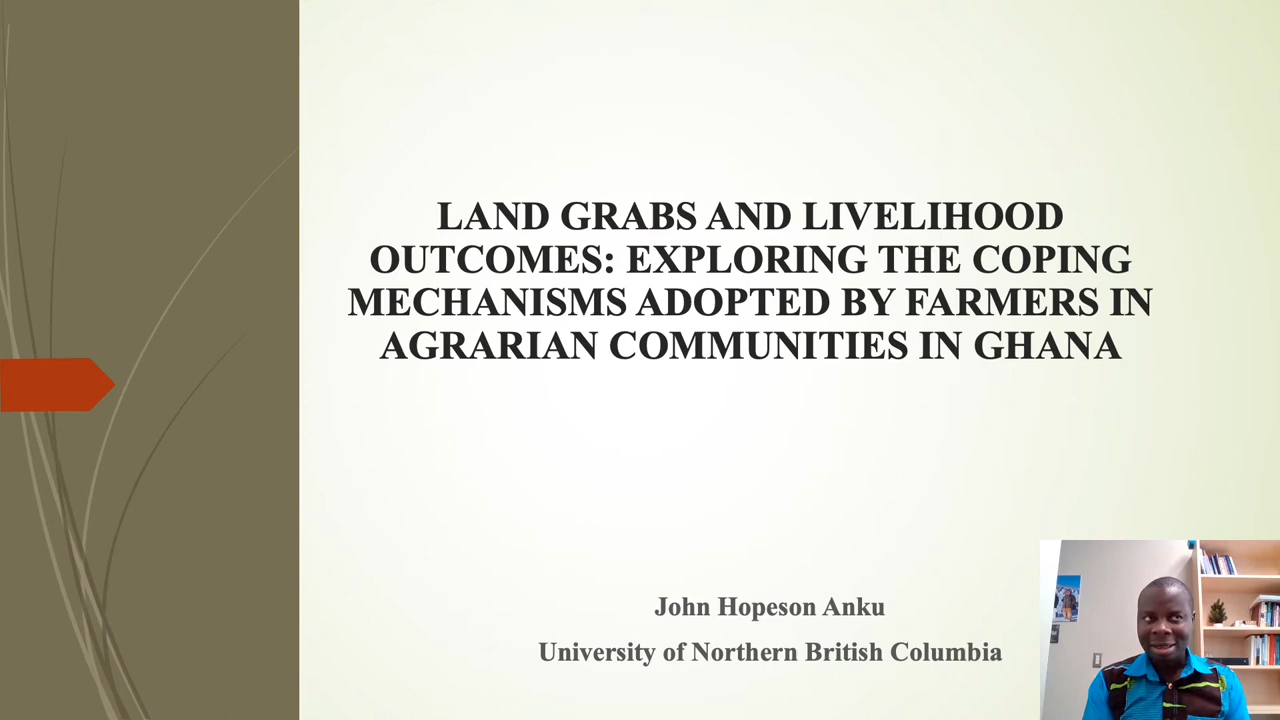 LAND GRABS AND LIVELIHOOD
OUTCOMES: EXPLORING THE COPING
MECHANISMS ADOPTED BY FARMERS IN
AGRARIAN COMMUNITIES IN GHANA
John Hopeson Anku
University of Northern British Columbia